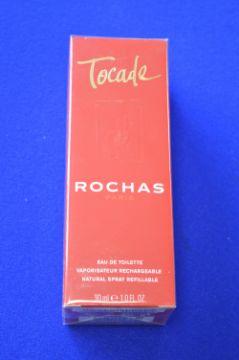 Tocade
ROCHAS
PARIS
EAU DE TOILETTE
VAPORISATEUR RECHARGEABLE
NATURAL SPRAY REFILLABLE
30 ml e 1.0 FL. OZ